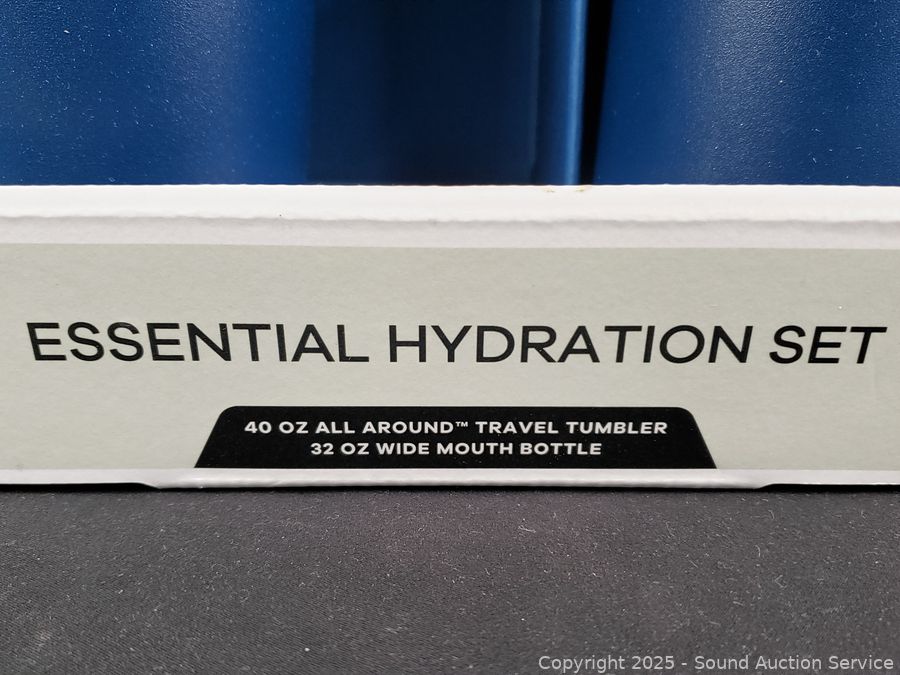 ESSENTIAL HYDRATION SET
40 OZ ALL AROUND™ TRAVEL TUMBLER
32 OZ WIDE MOUTH BOTTLE
Copyright 2025 - Sound Auction Service